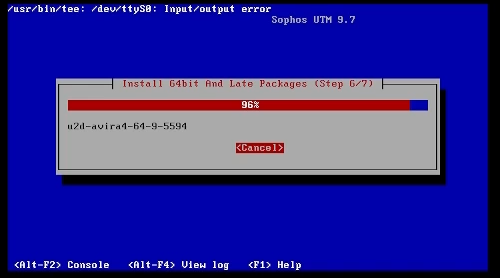 /usr/bin/tee: /dev/ttyS0: Input/output error
Sophos UTM 9.7
Install 64bit And Late Packages (Step 6/7)
96%
u2d-avira4-64-9-5594
<Cancel>
<Alt-F2> Console <Alt-F4> View log <F1> Help